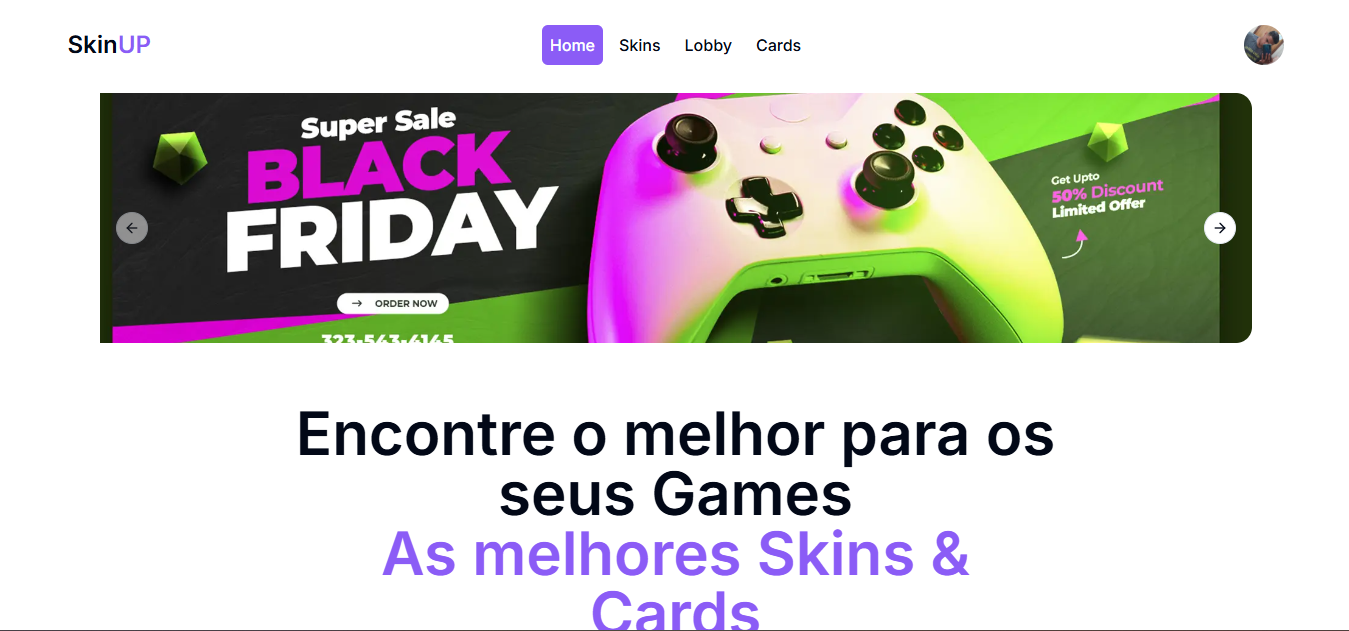 SkinUP
Home Skins Lobby Cards
Super Sale
BLACK
FRIDAY
ORDER NOW
323-543-6145
Get Upto
50% Discount
Limited Offer
Encontre o melhor para os
seus Games
As melhores Skins &
Cards